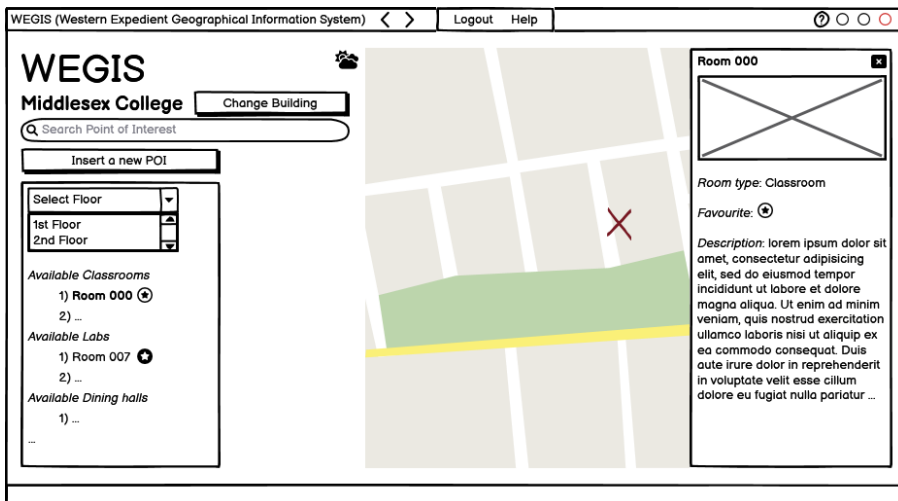 WEGIS (Western Expedient Geographical Information System)
Logout Help
WEGIS
Middlesex College
Change Building
Search Point of Interest
Insert a new POI
Select Floor
1st Floor
2nd Floor
Available Classrooms
1) Room 000
2) ...
Available Labs
1) Room 007
2) ...
Available Dining halls
1) ...
...
Room 000
Room type: Classroom
Favourite:
Description: lorem ipsum dolor sit
amet, consectetur adipisicing
elit, sed do eiusmod tempor
incididunt ut labore et dolore
magna aliqua. Ut enim ad minim
veniam, quis nostrud exercitation
ullamco laboris nisi ut aliquip ex
ea commodo consequat. Duis
aute irure dolor in reprehenderit
in voluptate velit esse cillum
dolore eu fugiat nulla pariatur ...